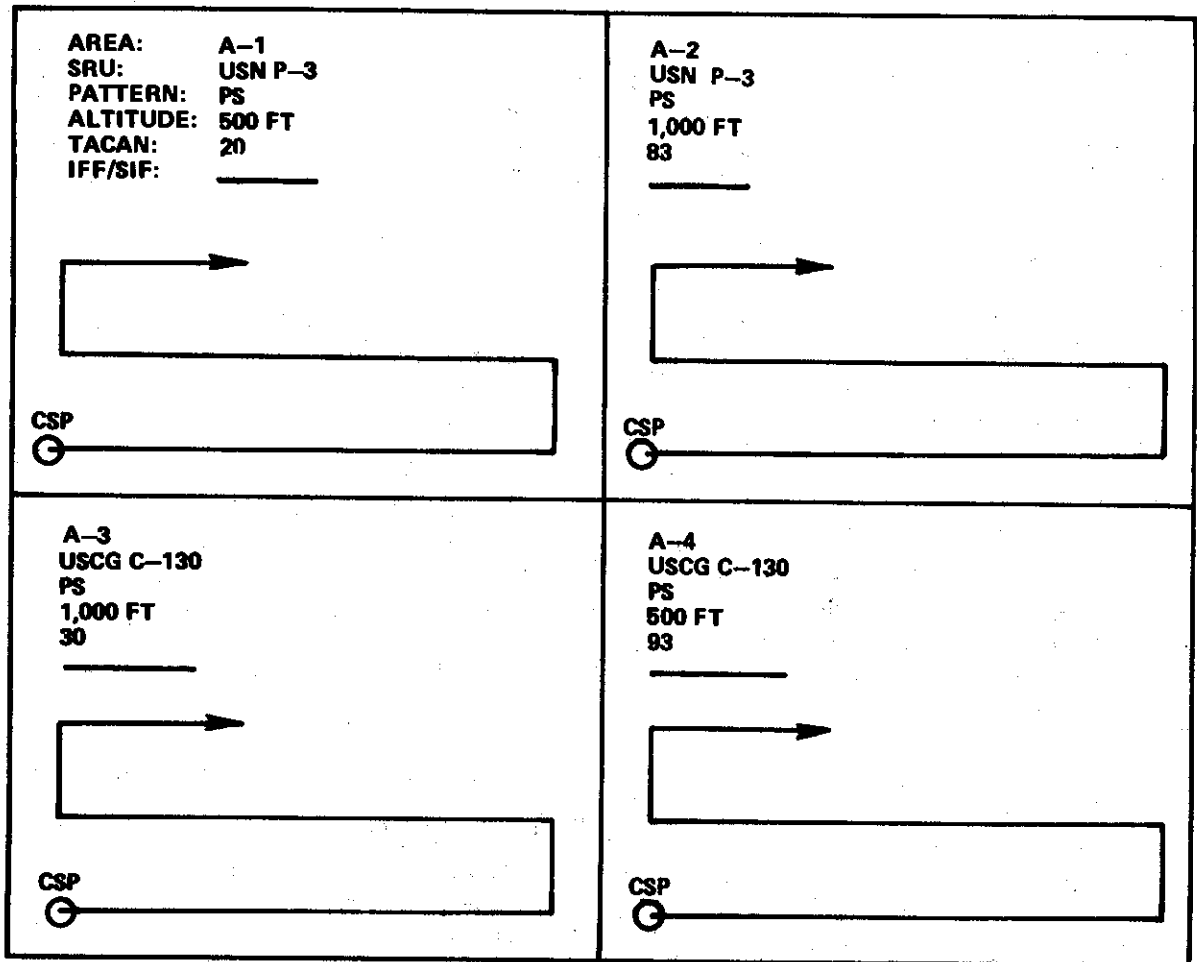 AREA: A–1
SRU: USN P–3
PATTERN: PS
ALTITUDE: 500 FT
TACAN: 20
IFF/SIF:
CSP
A–2
USN P–3
PS
1,000 FT
83
CSP
A–3
USCG C–130
PS
1,000 FT
30
CSP
A–4
USCG C–130
PS
500 FT
93
CSP